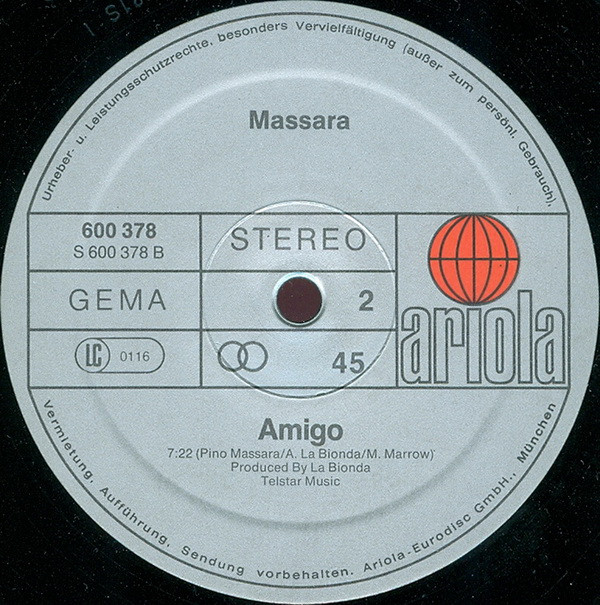 Urheber- u. Leistungsschutzrechte, besonders Vervielfältigung (außer zum persönl. Gebrauch),
Massara
600 378
S 600 378 B
STEREO
GEMA
2
LC 0116
45
ariola
Amigo
7:22 (Pino Massara/A. La Bionda/M. Marrow)
Produced By La Bionda
Telstar Music
Vermietung, Aufführung, Sendung vorbehalten. Ariola-Eurodisc GmbH., München